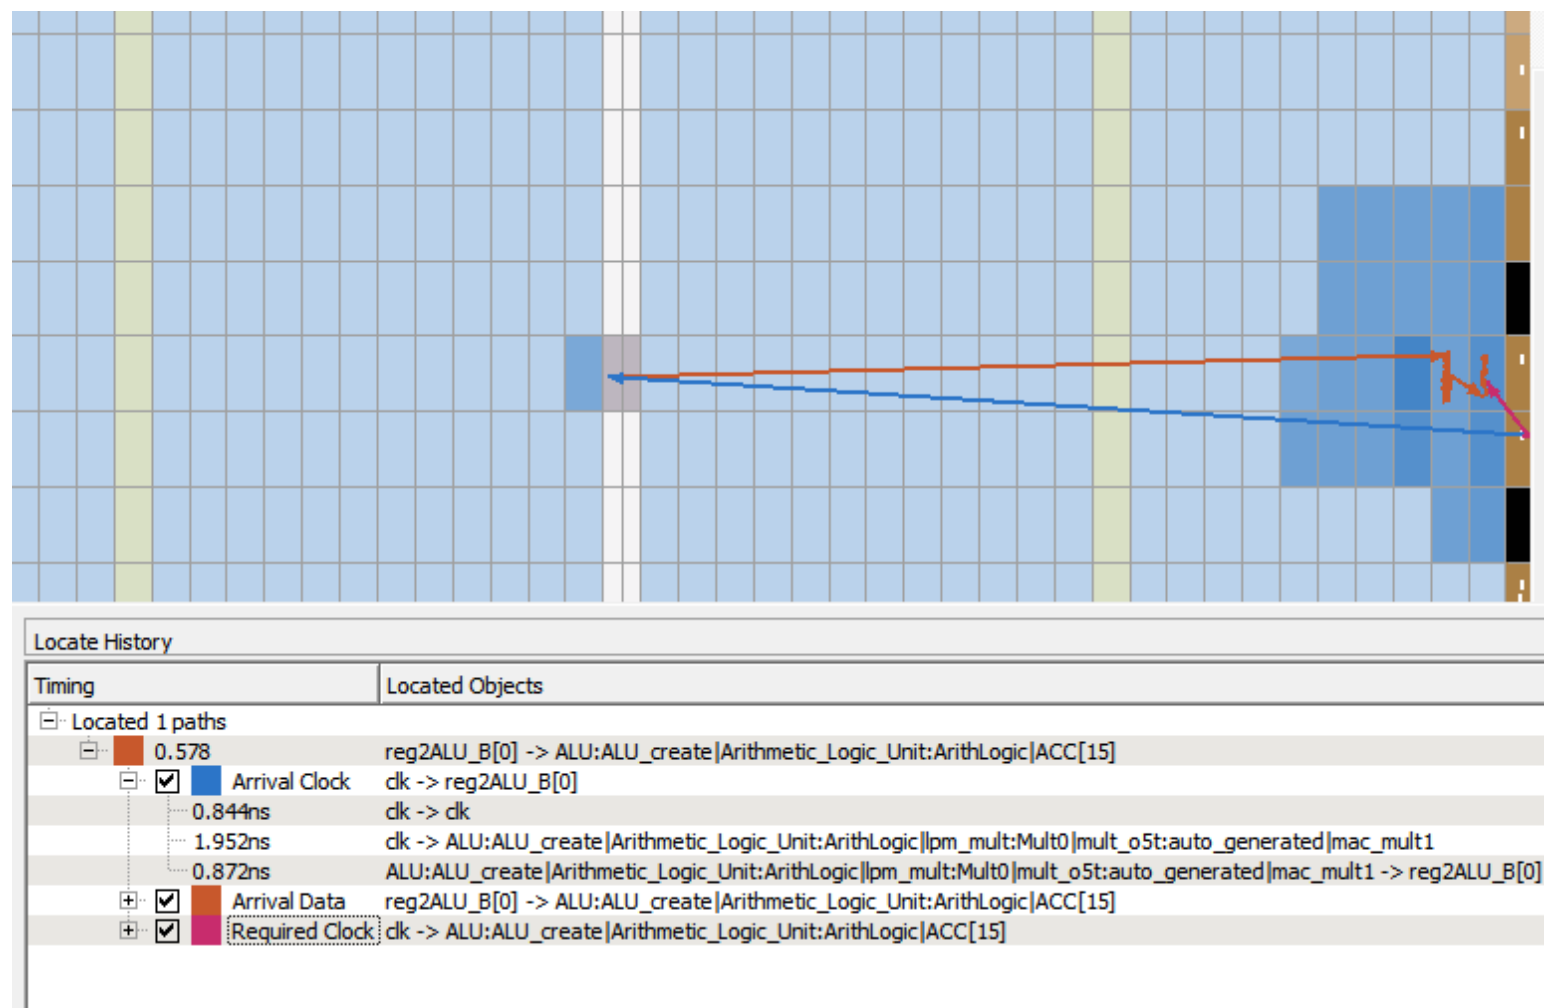 Locate History
Timing Located Objects
Located 1 paths
0.578 reg2ALU_B[0] -> ALU:ALU_create|Arithmetic_Logic_Unit:ArithLogic|ACC[15]
Arrival Clock clk -> reg2ALU_B[0]
0.844ns clk -> clk
1.952ns clk -> ALU:ALU_create|Arithmetic_Logic_Unit:ArithLogic|lpm_mult:Mult0|mult_o5t:auto_generated|mac_mult1
0.872ns ALU:ALU_create|Arithmetic_Logic_Unit:ArithLogic|lpm_mult:Mult0|mult_o5t:auto_generated|mac_mult1 -> reg2ALU_B[0]
Arrival Data reg2ALU_B[0] -> ALU:ALU_create|Arithmetic_Logic_Unit:ArithLogic|ACC[15]
Required Clock clk -> ALU:ALU_create|Arithmetic_Logic_Unit:ArithLogic|ACC[15]